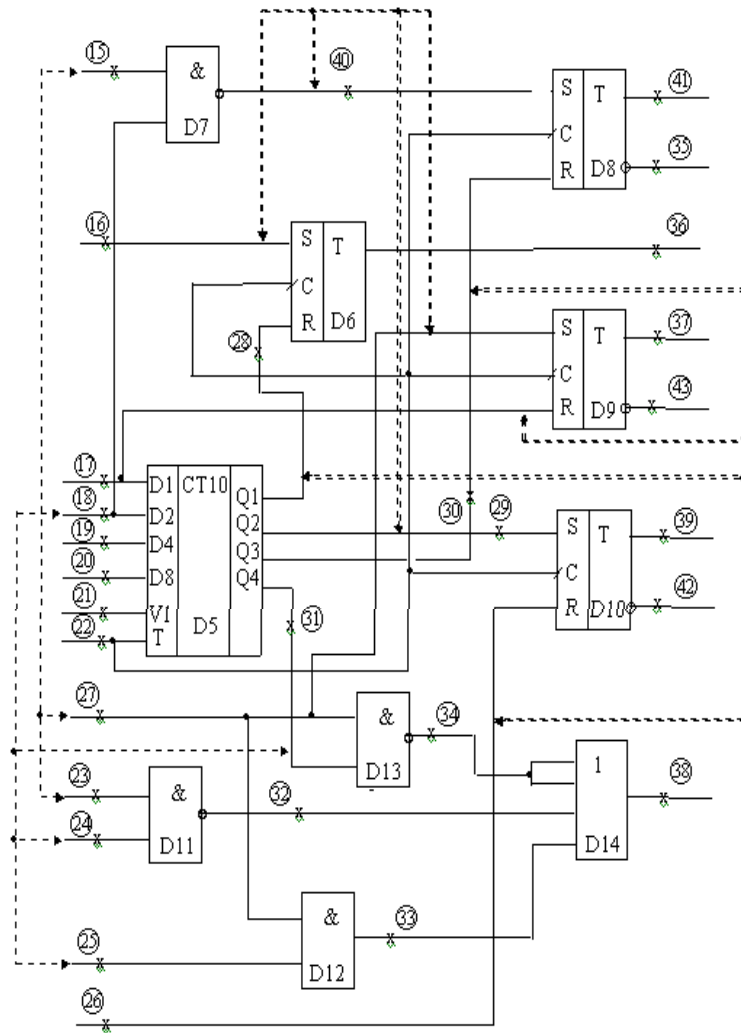 15
&
D7
40
S
T
C
R
D8
41
35
16
S
T
C
R
D6
28
36
S
T
C
R
D9
37
43
17
18
19
20
21
22
D1
D2
D4
D8
V1
T
CT10
D5
Q1
Q2
Q3
Q4
30
29
31
S
T
C
R
D10
39
42
27
&
D13
34
23
24
&
D11
32
1
D14
38
25
&
D12
33
26